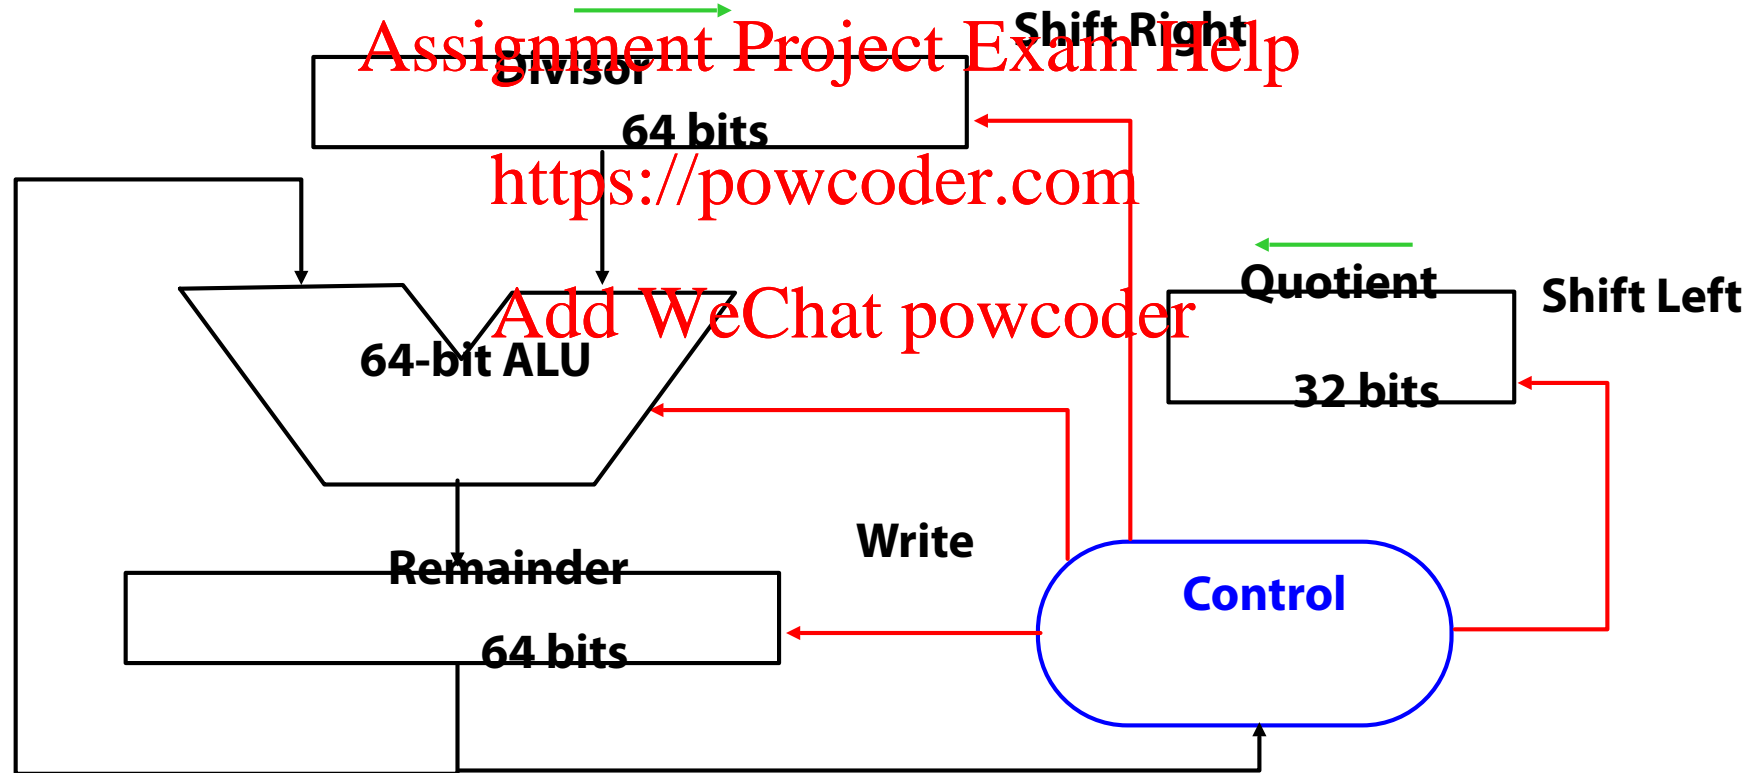 Shift Right
Assignment Project Exam Help
Divisor
64 bits
https://powcoder.com
Quotient
Shift Left
Add WeChat powcoder
64-bit ALU
32 bits
Write
Remainder
Control
64 bits